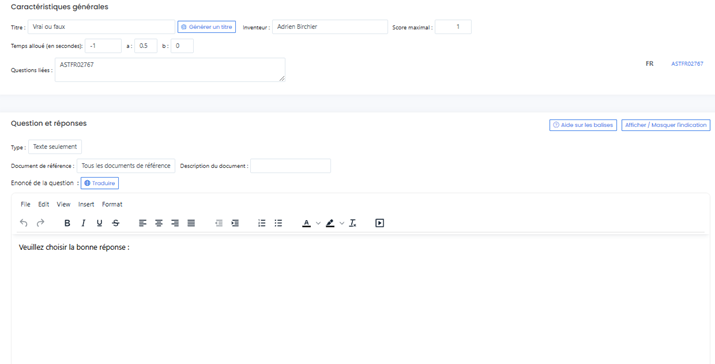 Caractéristiques générales
Titre : Vrai ou faux Générer un titre Inventeur : Adrien Birchier Score maximal : 1
Temps alloué (en secondes): -1 a : 0.5 b : 0
Questions liées : ASTFR02767 FR ASTFR02787
Question et réponses Aide sur les balises Afficher / Masquer l'indication
Type : Texte seulement
Document de référence : Tous les documents de référence Description du document :
Enoncé de la question : Traduire
File Edit View Insert Format
B I U S A
Veuillez choisir la bonne réponse :